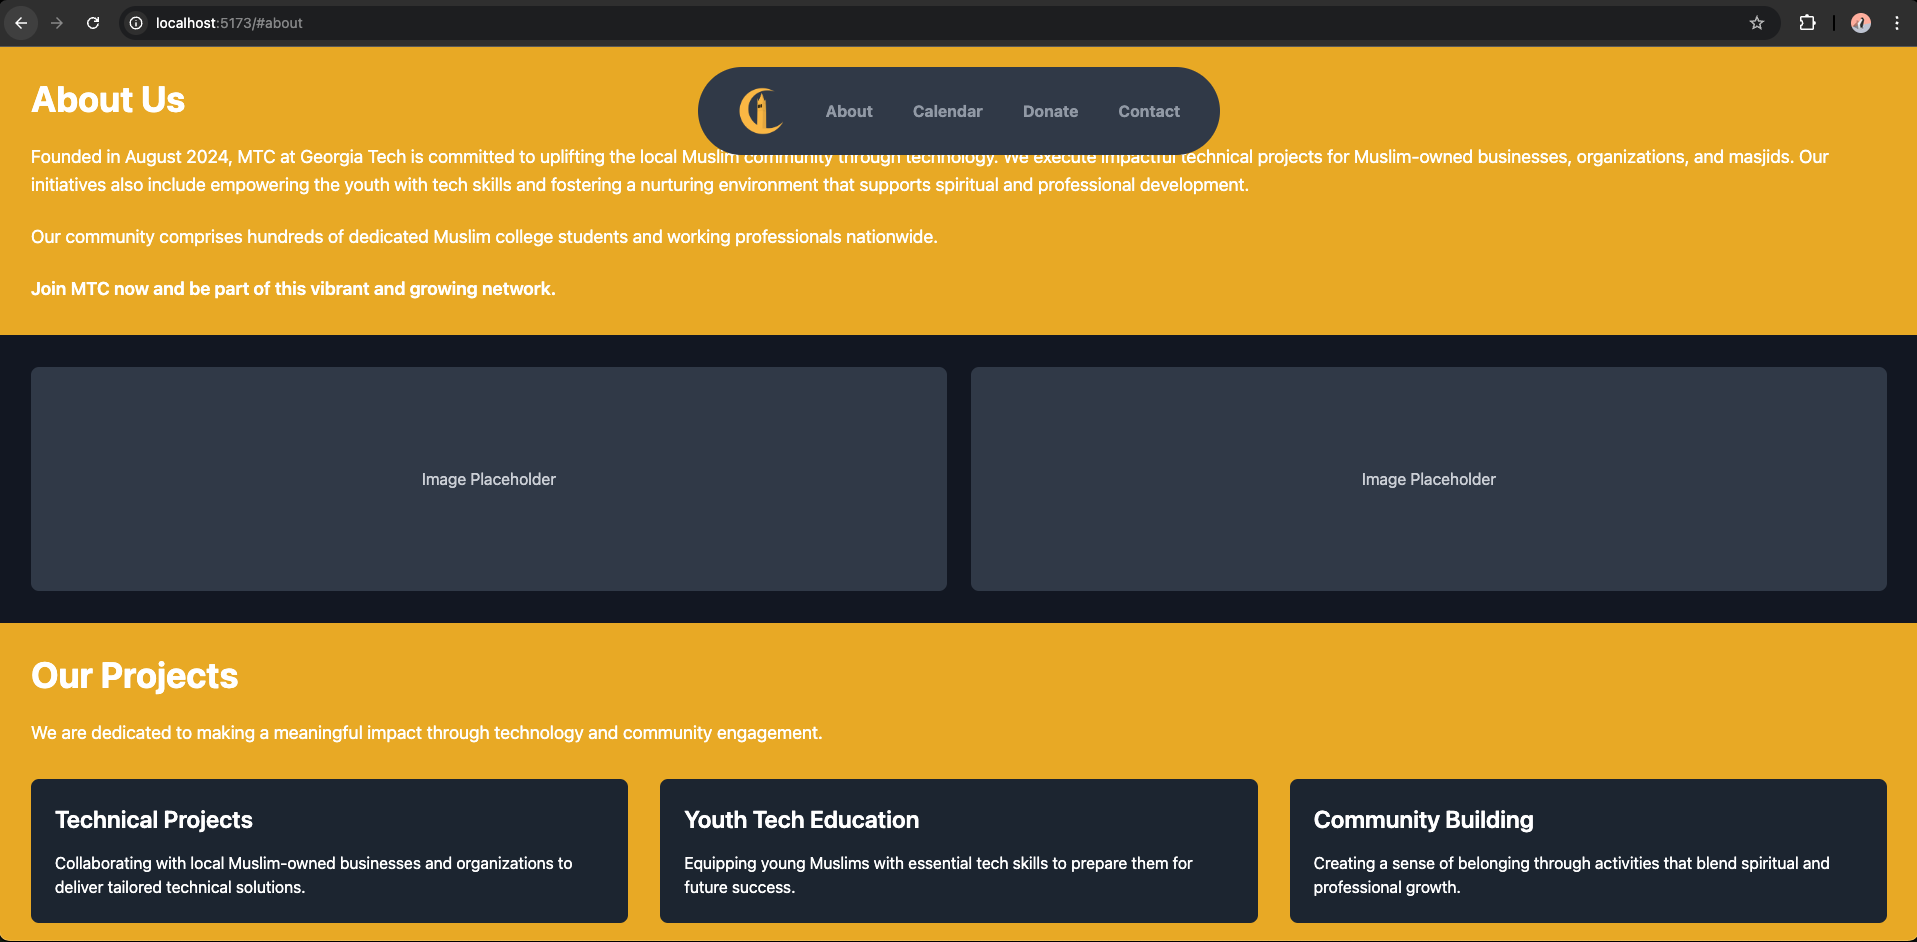 localhost:5173/#about
About Calendar Donate Contact
About Us
Founded in August 2024, MTC at Georgia Tech is committed to uplifting the local Muslim community through technology. We execute impactful technical projects for Muslim-owned businesses, organizations, and masjids. Our
initiatives also include empowering the youth with tech skills and fostering a nurturing environment that supports spiritual and professional development.
Our community comprises hundreds of dedicated Muslim college students and working professionals nationwide.
Join MTC now and be part of this vibrant and growing network.
Image Placeholder
Image Placeholder
Our Projects
We are dedicated to making a meaningful impact through technology and community engagement.
Technical Projects
Collaborating with local Muslim-owned businesses and organizations to
deliver tailored technical solutions.
Youth Tech Education
Equipping young Muslims with essential tech skills to prepare them for
future success.
Community Building
Creating a sense of belonging through activities that blend spiritual and
professional growth.